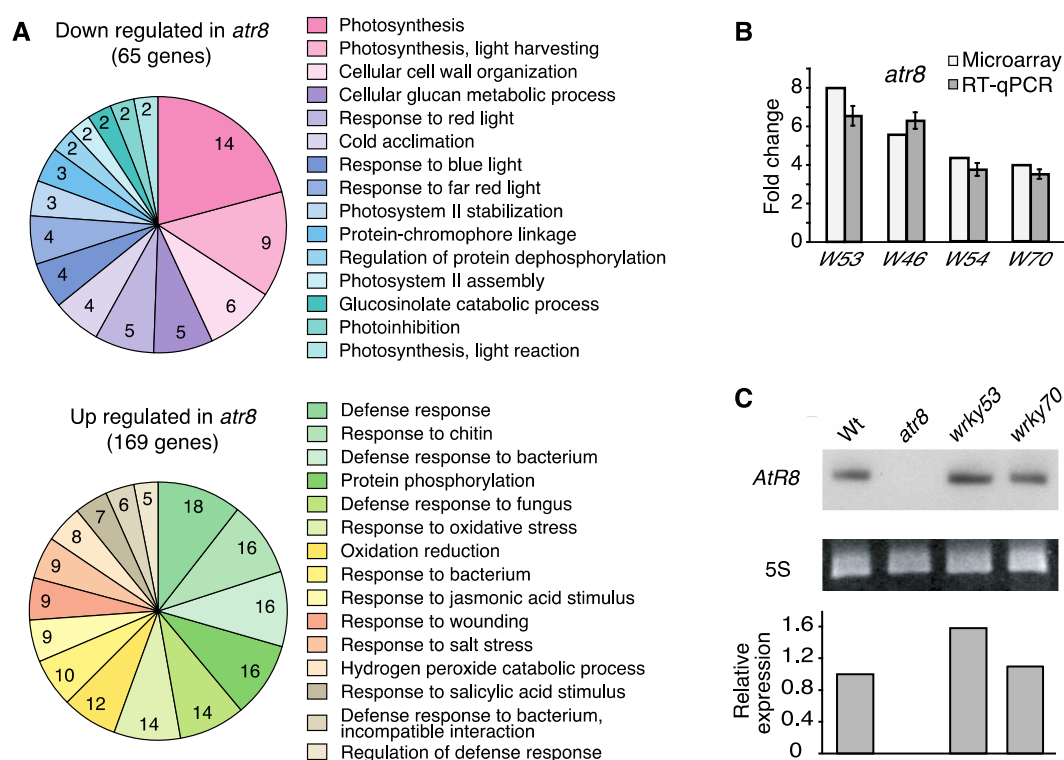 A
Down regulated in atr8
(65 genes)
14
9
6
5
5
4
4
4
3
3
2
2
2
2
2
Photosynthesis
Photosynthesis, light harvesting
Cellular cell wall organization
Cellular glucan metabolic process
Response to red light
Cold acclimation
Response to blue light
Response to far red light
Photosystem II stabilization
Protein-chromophore linkage
Regulation of protein dephosphorylation
Photosystem II assembly
Glucosinolate catabolic process
Photoinhibition
Photosynthesis, light reaction
Up regulated in atr8
(169 genes)
18
16
16
16
14
14
12
10
9
9
9
8
7
6
5
Defense response
Response to chitin
Defense response to bacterium
Protein phosphorylation
Defense response to fungus
Response to oxidative stress
Oxidation reduction
Response to bacterium
Response to jasmonic acid stimulus
Response to wounding
Response to salt stress
Hydrogen peroxide catabolic process
Response to salicylic acid stimulus
Defense response to bacterium,
incompatible interaction
Regulation of defense response
B
atr8
Microarray
RT-qPCR
Fold change
8
6
4
2
0
W53 W46 W54 W70
C
Wt atr8 wrky53 wrky70
AtR8
5S
Relative
expression
1.6
1.2
0.8
0.4
0